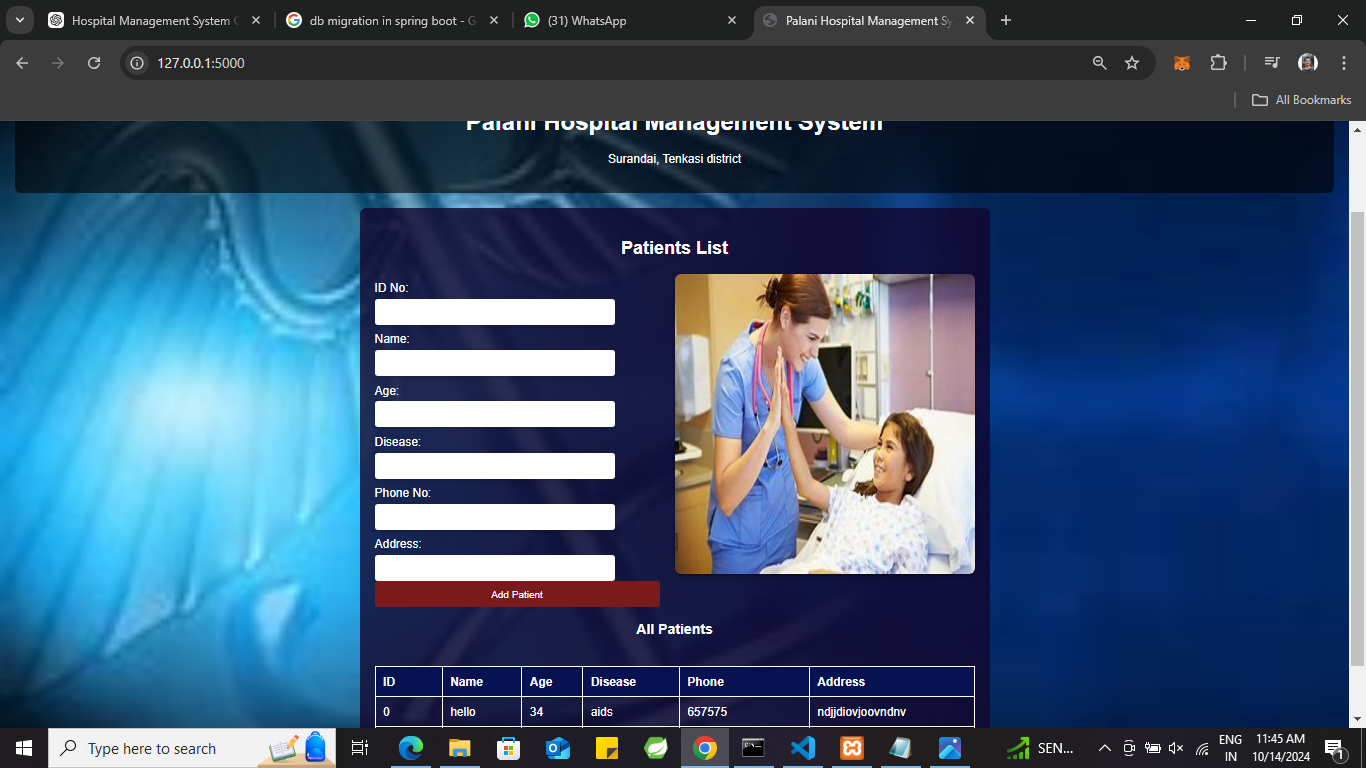 Hospital Management System
db migration in spring boot - G
(31) WhatsApp
Palani Hospital Management Sy
127.0.0.1:5000
All Bookmarks
Palani Hospital Management System
Surandai, Tenkasi district
Patients List
ID No:
Name:
Age:
Disease:
Phone No:
Address:
Add Patient
All Patients
ID Name Age Disease Phone Address
0 hello 34 aids 657575 ndjjdiovjoovndnv
Type here to search
SEN...
ENG
IN
11:45 AM
10/14/2024
1